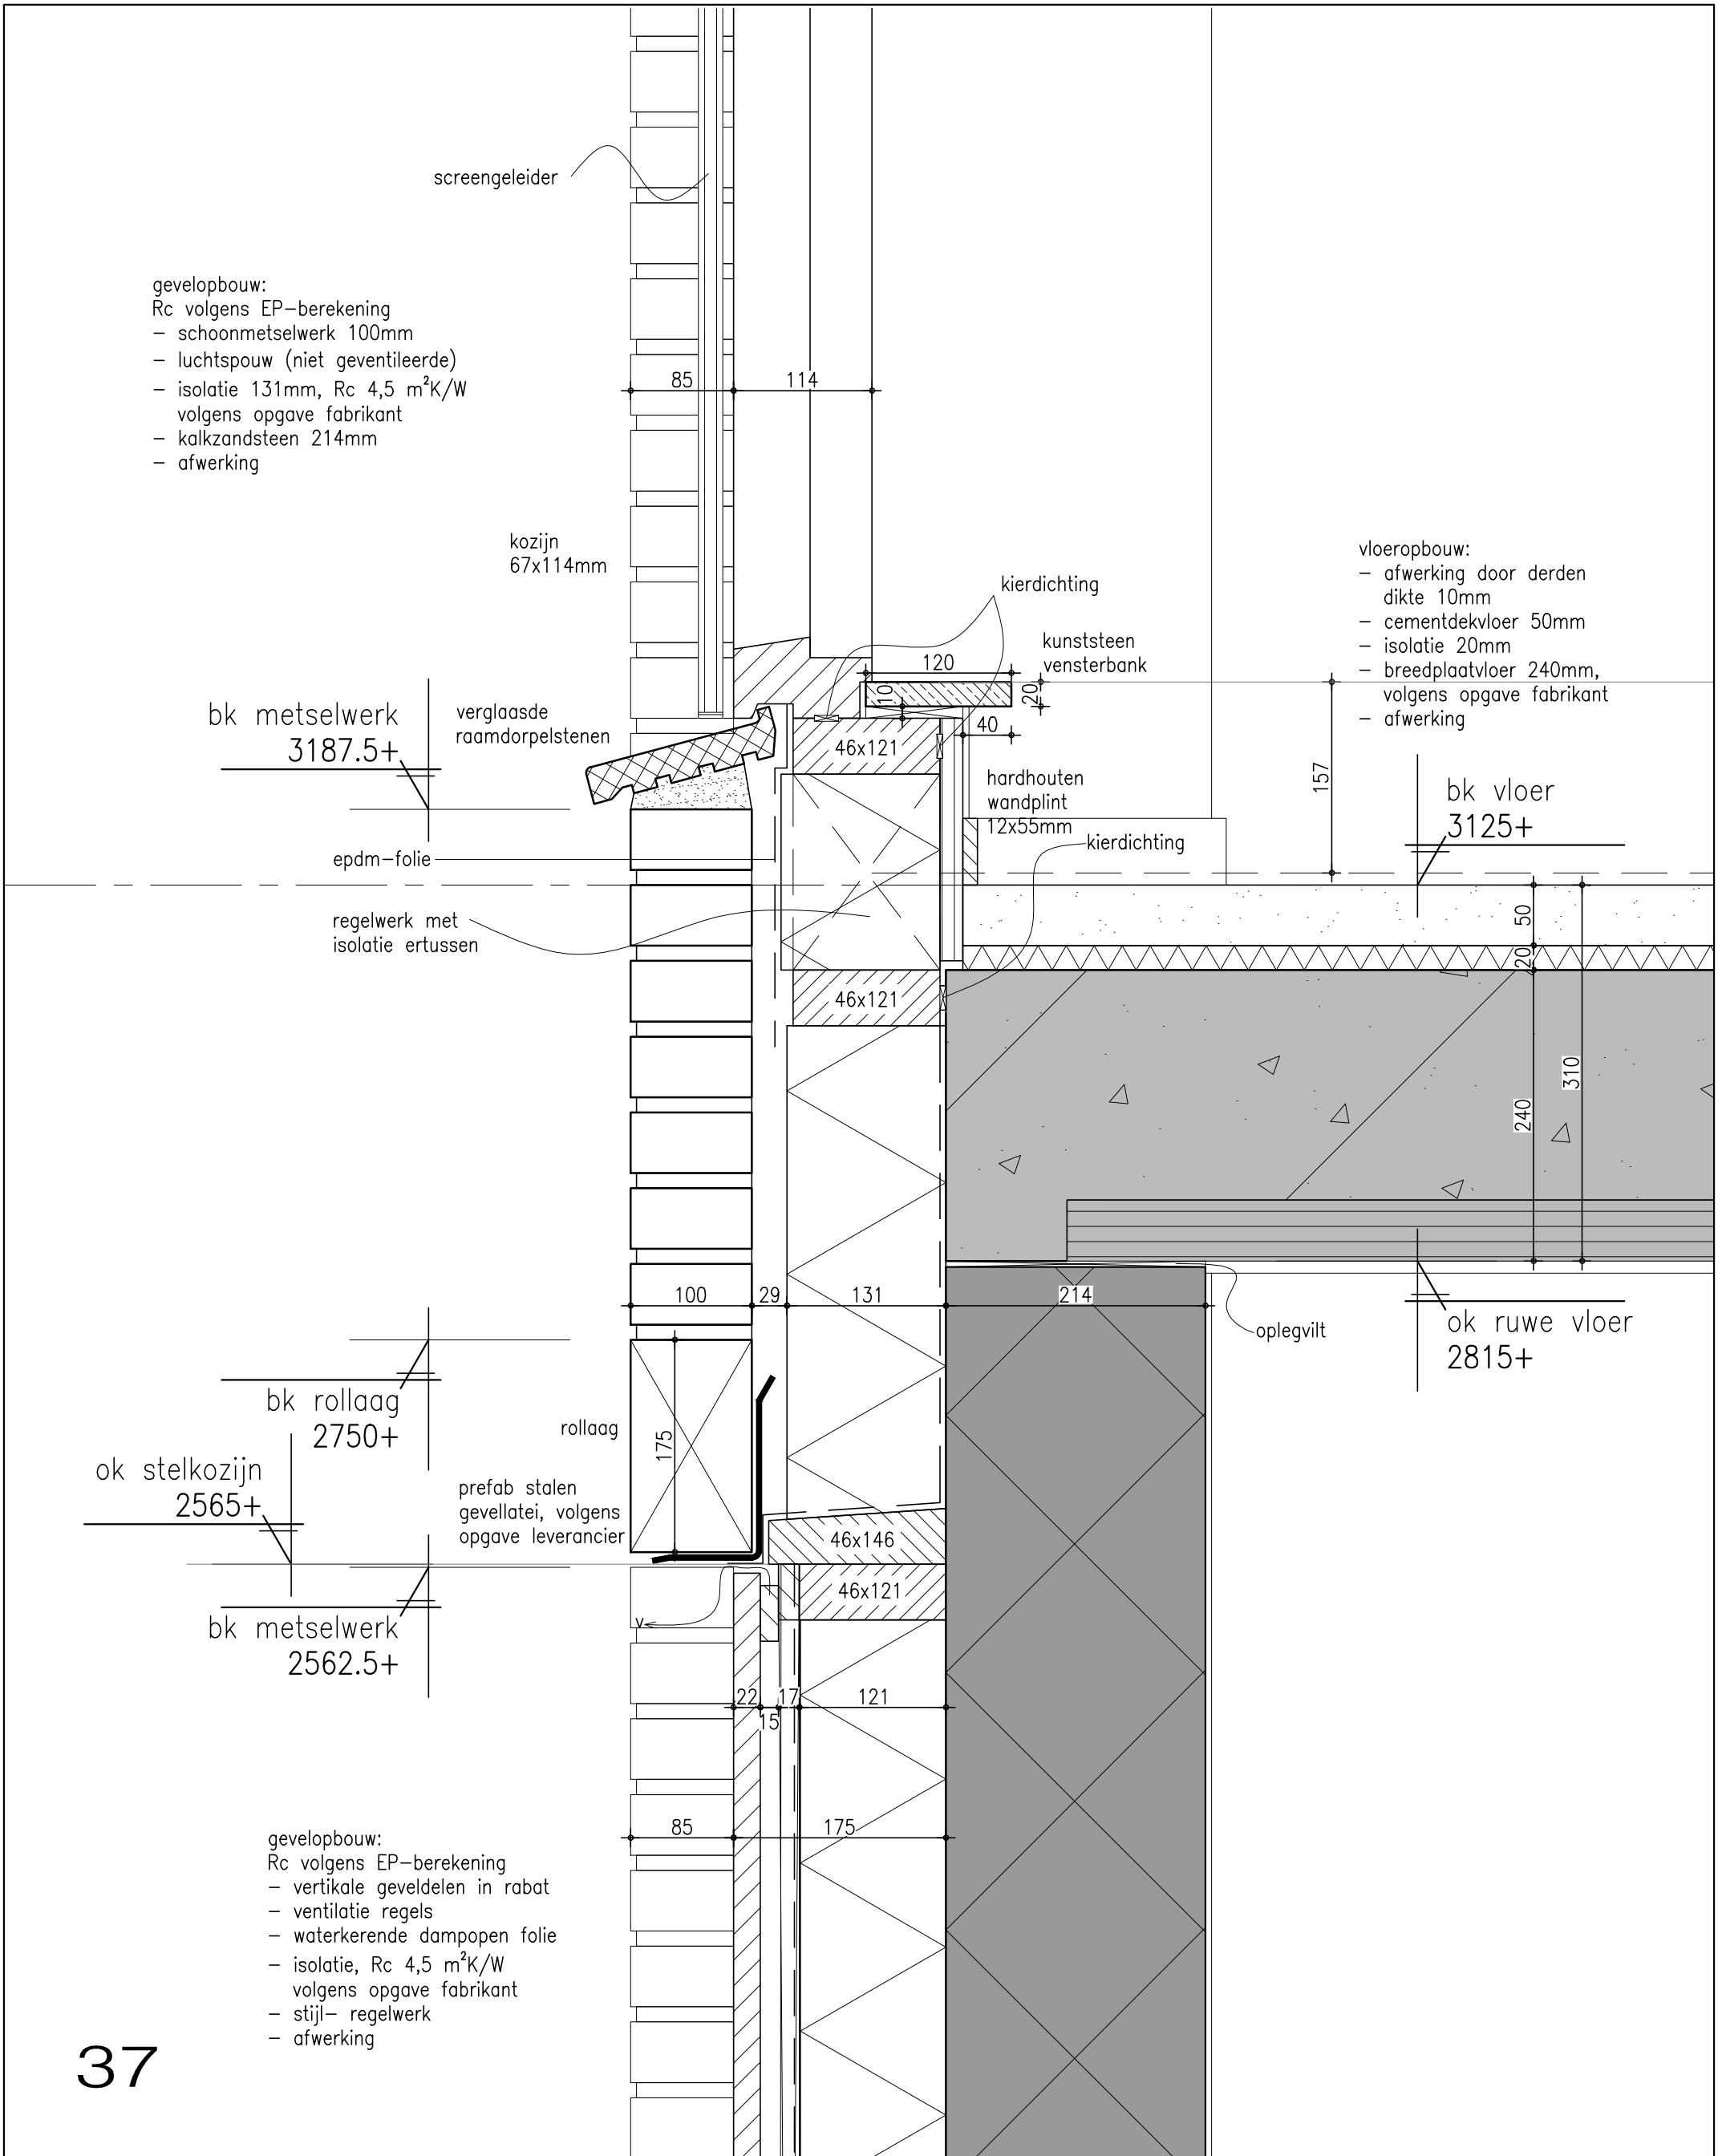 screengeleider
gevelopbouw:
Rc volgens EP-berekening
- schoonmetselwerk 100mm
- luchtspouw (niet geventileerde)
- isolatie 131mm, Rc 4,5 m²K/W
volgens opgave fabrikant
- kalkzandsteen 214mm
- afwerking
85
114
kozijn
67x114mm
vloeropbouw:
- afwerking door derden
dikte 10mm
- cementdekvloer 50mm
- isolatie 20mm
- breedplaatvloer 240mm,
volgens opgave fabrikant
- afwerking
kierdichting
kunststeen
vensterbank
120
10
20
40
bk metselwerk
3187.5+
verglaasde
raamdorpelstenen
46x121
hardhouten
wandplint
12x55mm
157
bk vloer
3125+
kierdichting
epdm-folie
regelwerk met
isolatie ertussen
50
20
46x121
240
310
100
29
131
214
oplegvilt
ok ruwe vloer
2815+
bk rollaag
2750+
rollaag
175
ok stelkozijn
2565+
prefab stalen
gevellatei, volgens
opgave leverancier
46x146
46x121
bk metselwerk
2562.5+
v
22
17
121
15
85
175
gevelopbouw:
Rc volgens EP-berekening
- vertikale geveldelen in rabat
- ventilatie regels
- waterkerende dampopen folie
- isolatie, Rc 4,5 m²K/W
volgens opgave fabrikant
- stijl- regelwerk
- afwerking
37